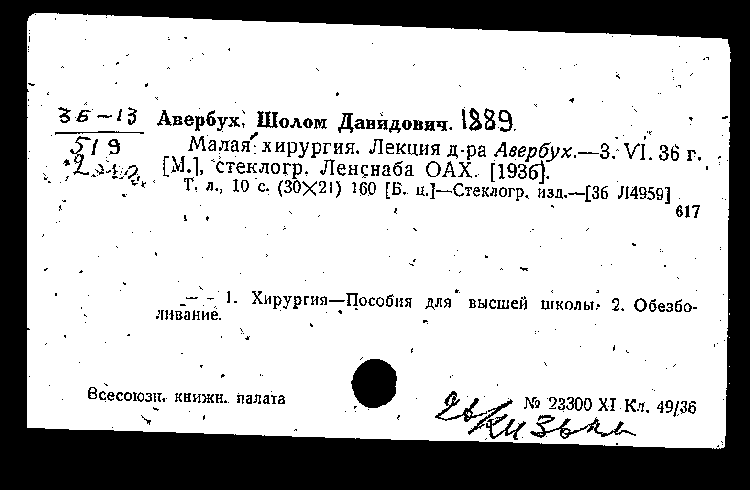 3Б-13
519
Авербух, Шолом Давидович. 1889.
Малая хирургия. Лекция д-ра Авербух.—3. VI. 36 г.
[М.], стеклогр. Ленснаба ОАХ. [1936].
Т. л., 10 с. (30×21) 160 [Б. ц.]—Стеклогр. изд.—[36 Л4959]
617
— - 1. Хирургия—Пособия для высшей школы. 2. Обезбо-
ливание.
Всесоюзн. книжн. палата
№ 23300 XI Кл. 49/36